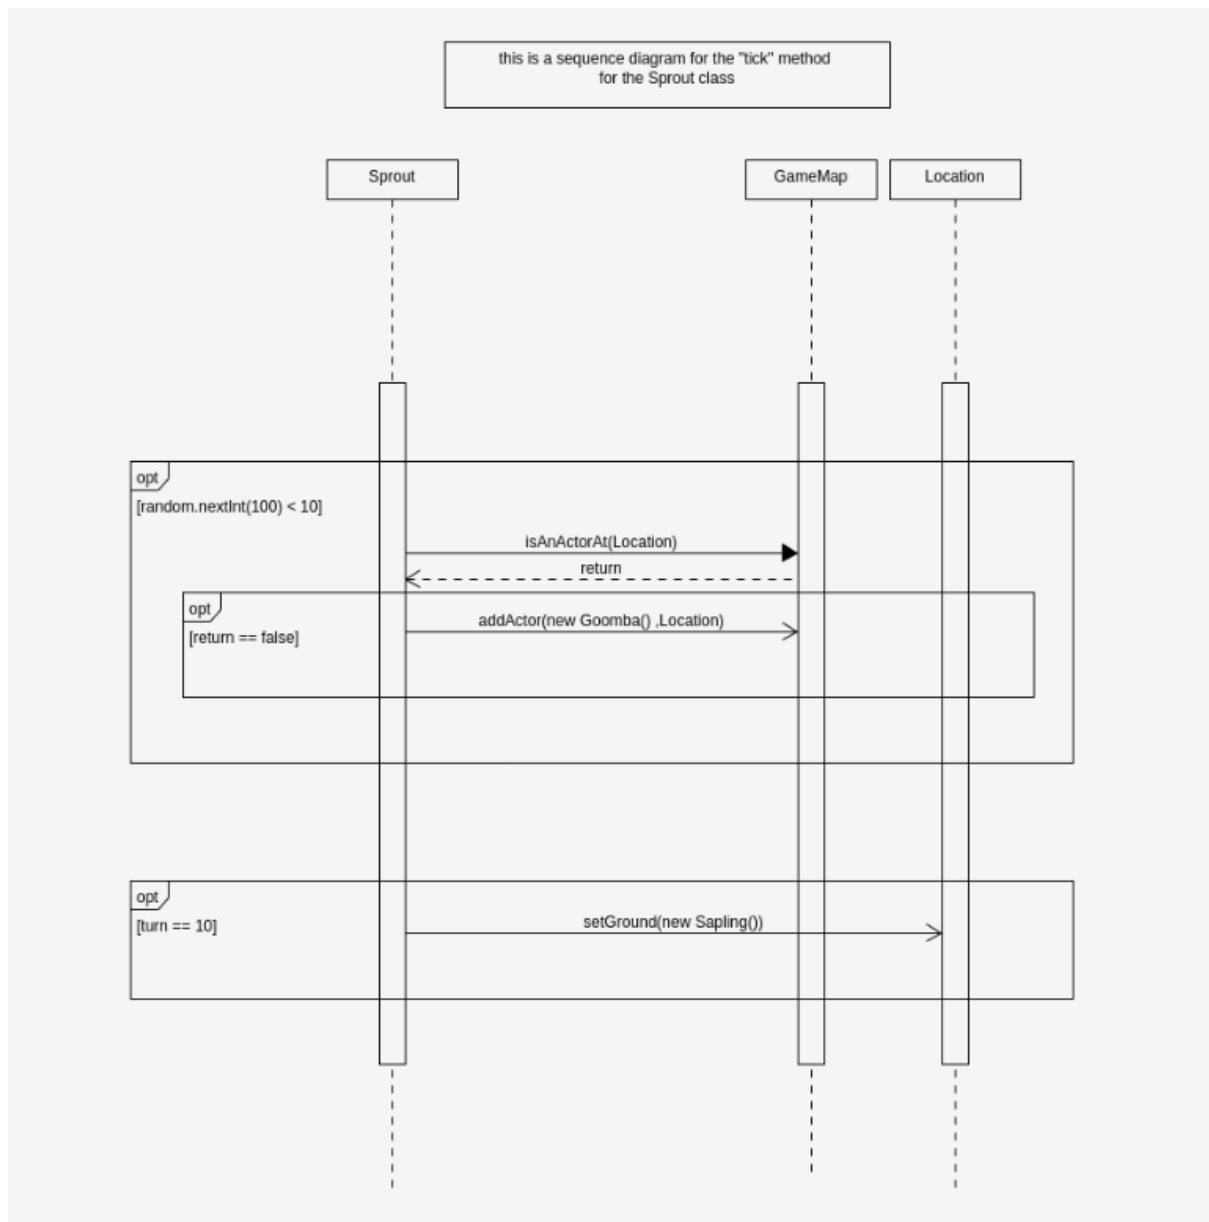 this is a sequence diagram for the "tick" method
for the Sprout class
Sprout
GameMap
Location
opt
[random.nextInt(100) < 10]
isAnActorAt(Location)
return
opt
[return == false]
addActor(new Goomba() ,Location)
opt
[turn == 10]
setGround(new Sapling())